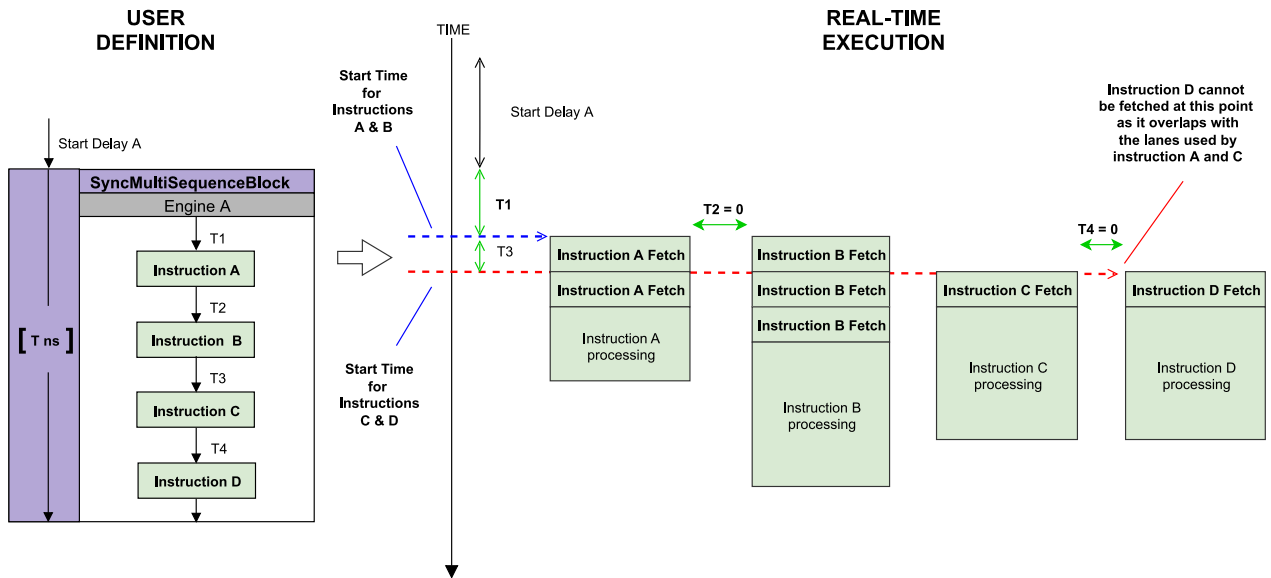 USER
DEFINITION
Start Delay A
SyncMultiSequenceBlock
Engine A
T1
Instruction A
T2
Instruction  B
T3
Instruction C
T4
Instruction D
[ T ns ]
TIME
REAL-TIME
EXECUTION
Start Time
for
Instructions
A & B
Start Delay A
T1
T3
Start Time
for
Instructions
C & D
T2 = 0
T4 = 0
Instruction D cannot
be fetched at this point
as it overlaps with
the lanes used by
instruction A and C
Instruction A Fetch
Instruction A Fetch
Instruction A
processing
Instruction B Fetch
Instruction B Fetch
Instruction B Fetch
Instruction B
processing
Instruction C Fetch
Instruction C
processing
Instruction D Fetch
Instruction D
processing